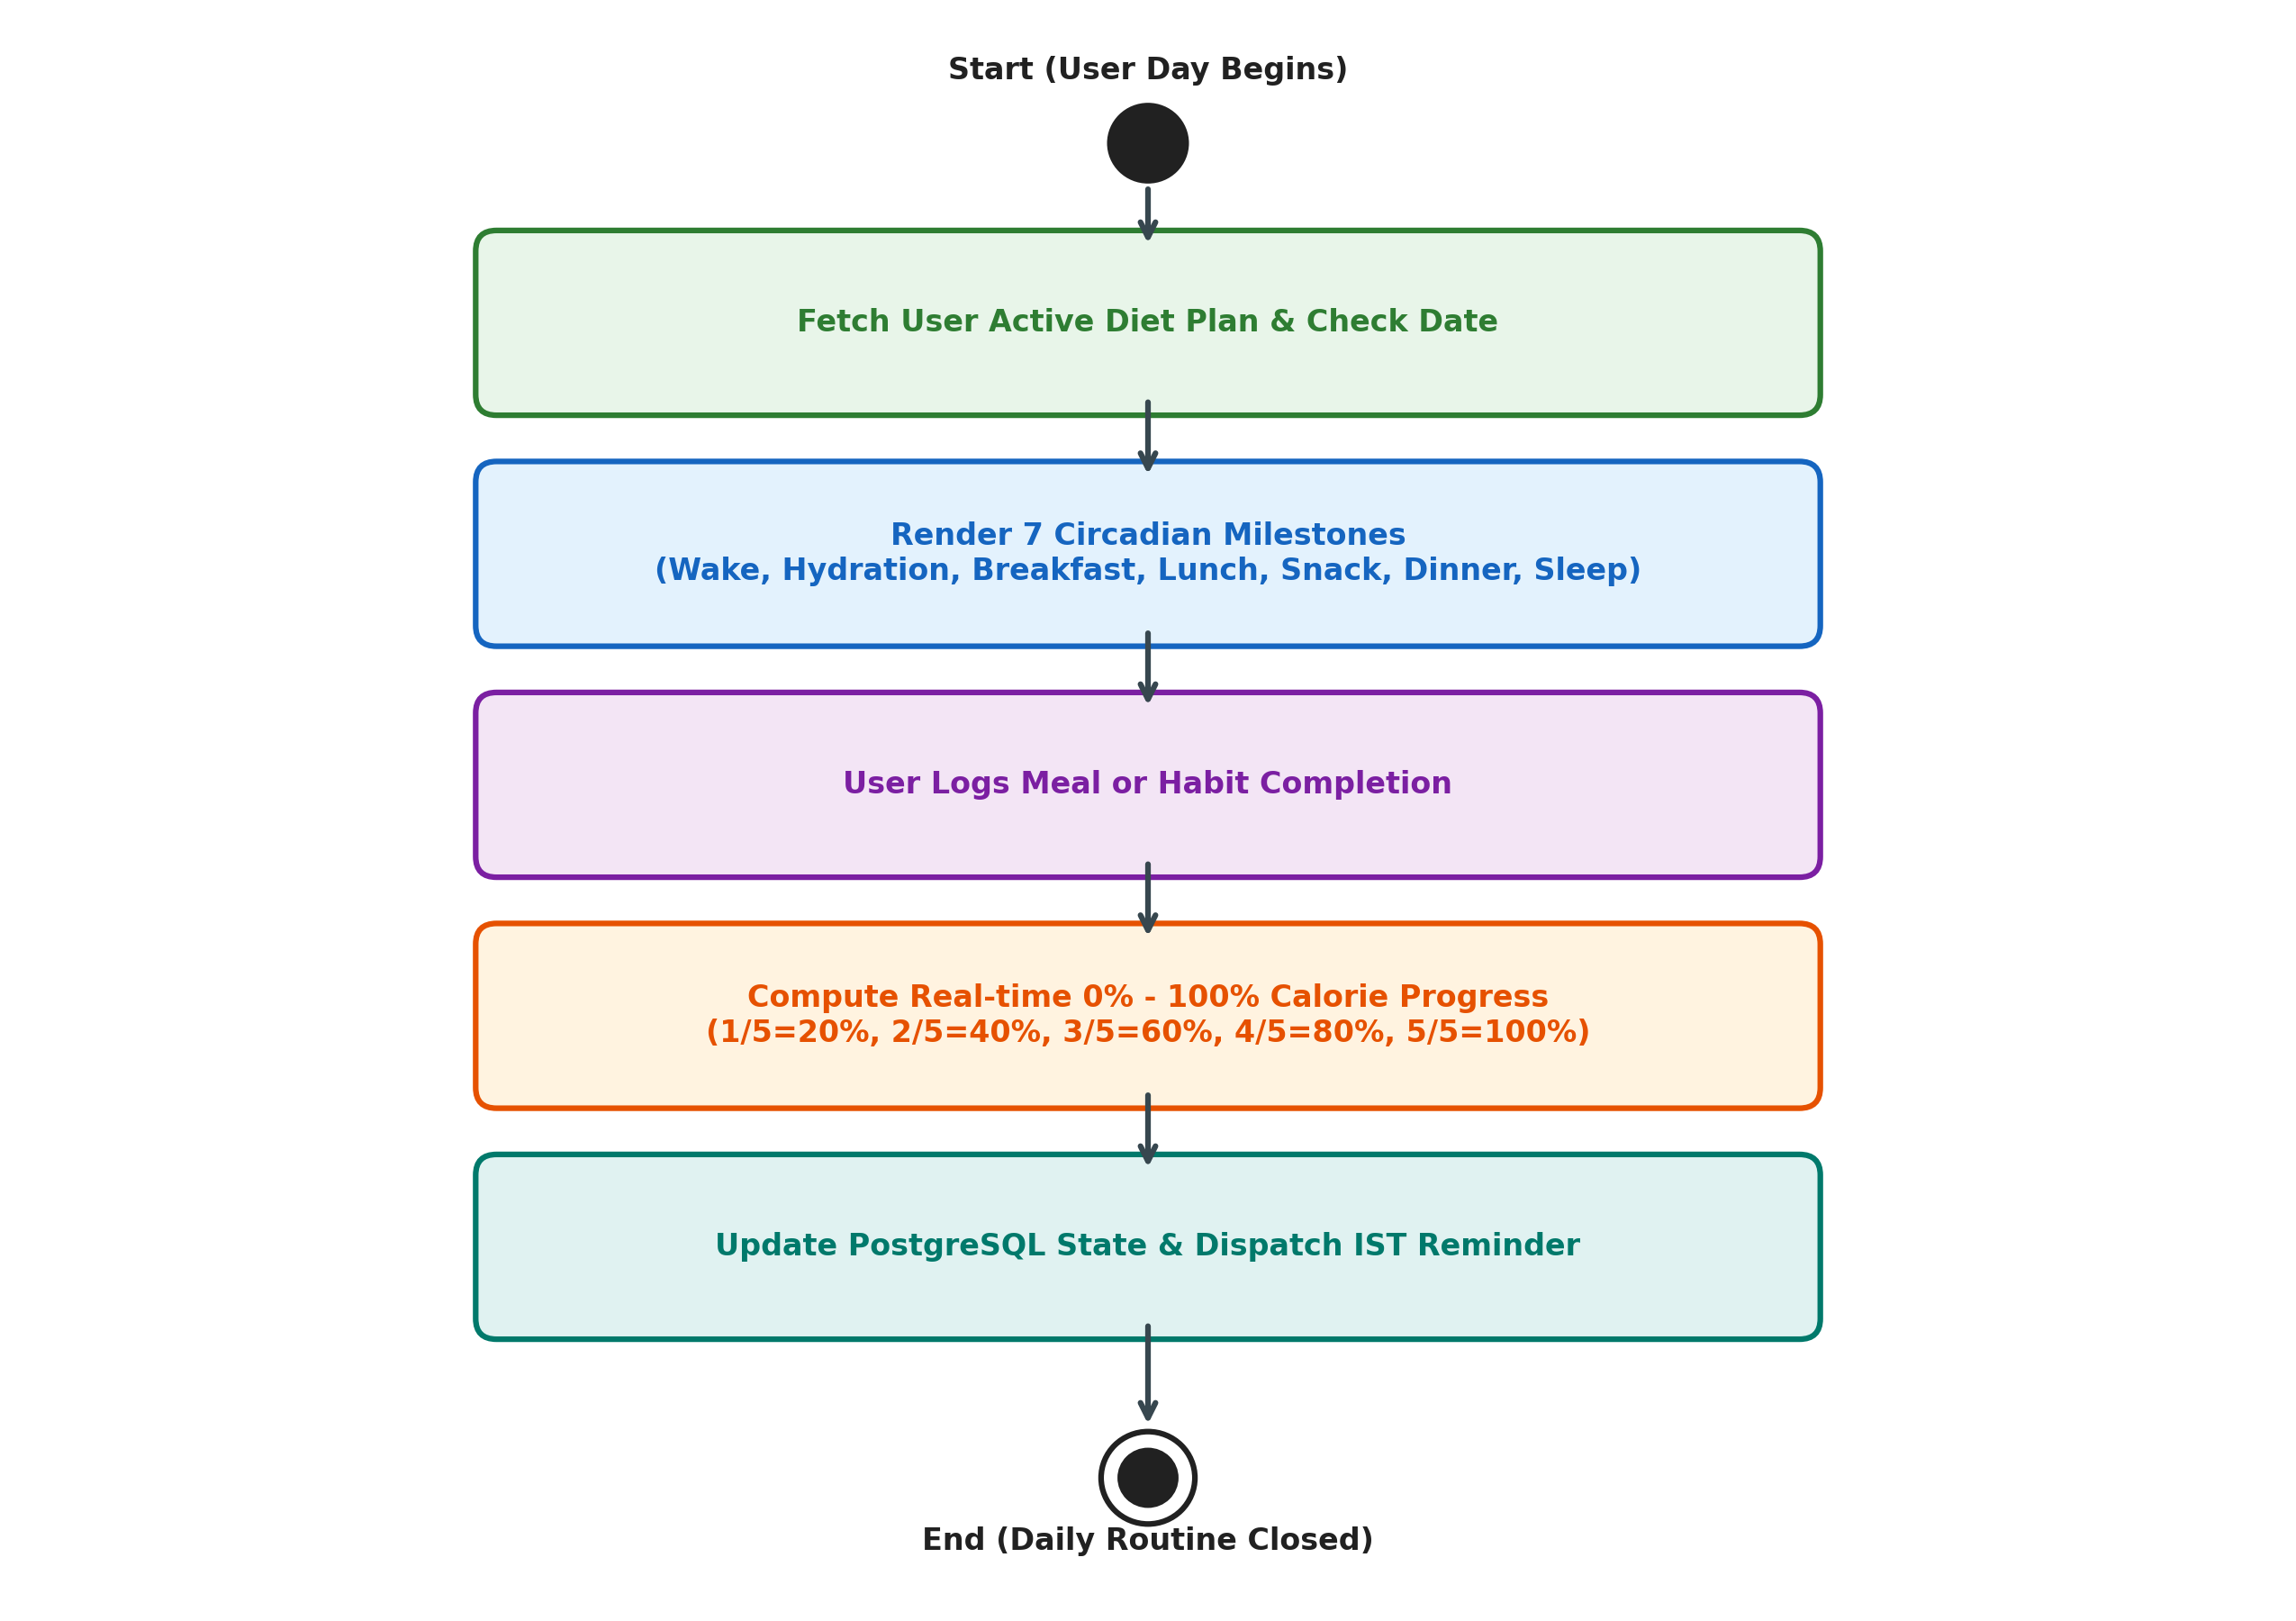 Start (User Day Begins)
Fetch User Active Diet Plan & Check Date
Render 7 Circadian Milestones
(Wake, Hydration, Breakfast, Lunch, Snack, Dinner, Sleep)
User Logs Meal or Habit Completion
Compute Real-time 0% - 100% Calorie Progress
(1/5=20%, 2/5=40%, 3/5=60%, 4/5=80%, 5/5=100%)
Update PostgreSQL State & Dispatch IST Reminder
End (Daily Routine Closed)